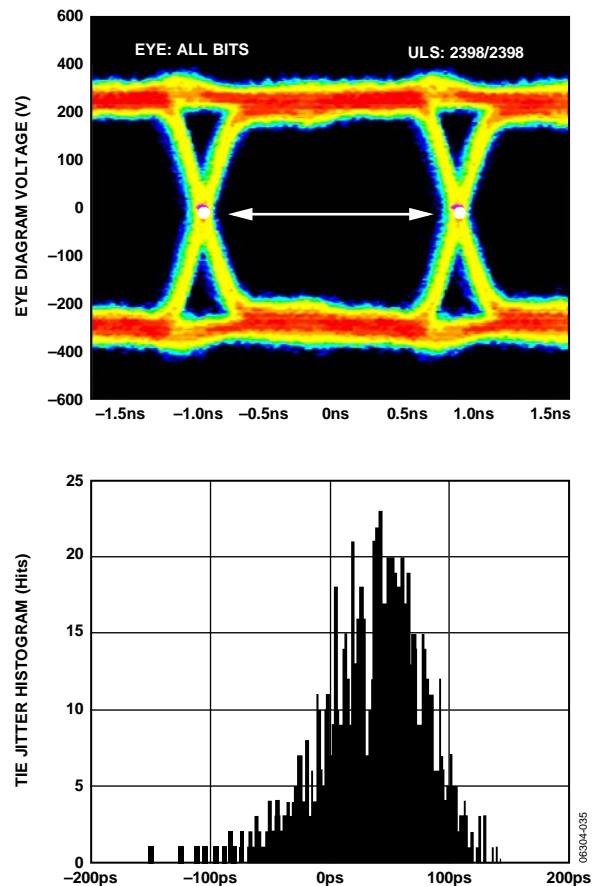 600
400
200
100
0
–100
–200
–400
–600
EYE DIAGRAM VOLTAGE (V)
EYE: ALL BITS
ULS: 2398/2398
–1.5ns –1.0ns –0.5ns 0ns 0.5ns 1.0ns 1.5ns
25
20
15
10
5
0
TIE JITTER HISTOGRAM (Hits)
–200ps –100ps 0ps 100ps 200ps
06304-035